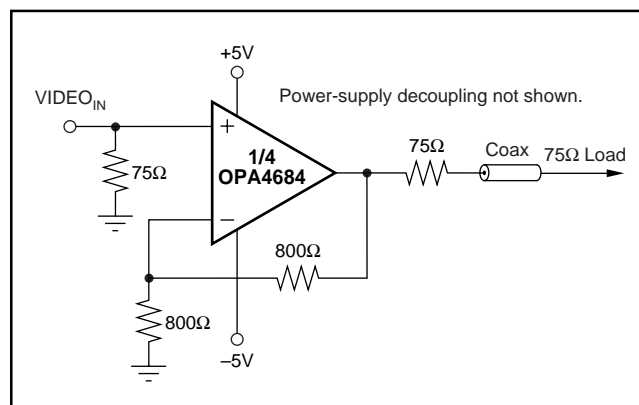 +5V
VIDEO_IN
Power-supply decoupling not shown.
+
1/4
OPA4684
75Ω
Coax
75Ω Load
75Ω
–
800Ω
800Ω
–5V